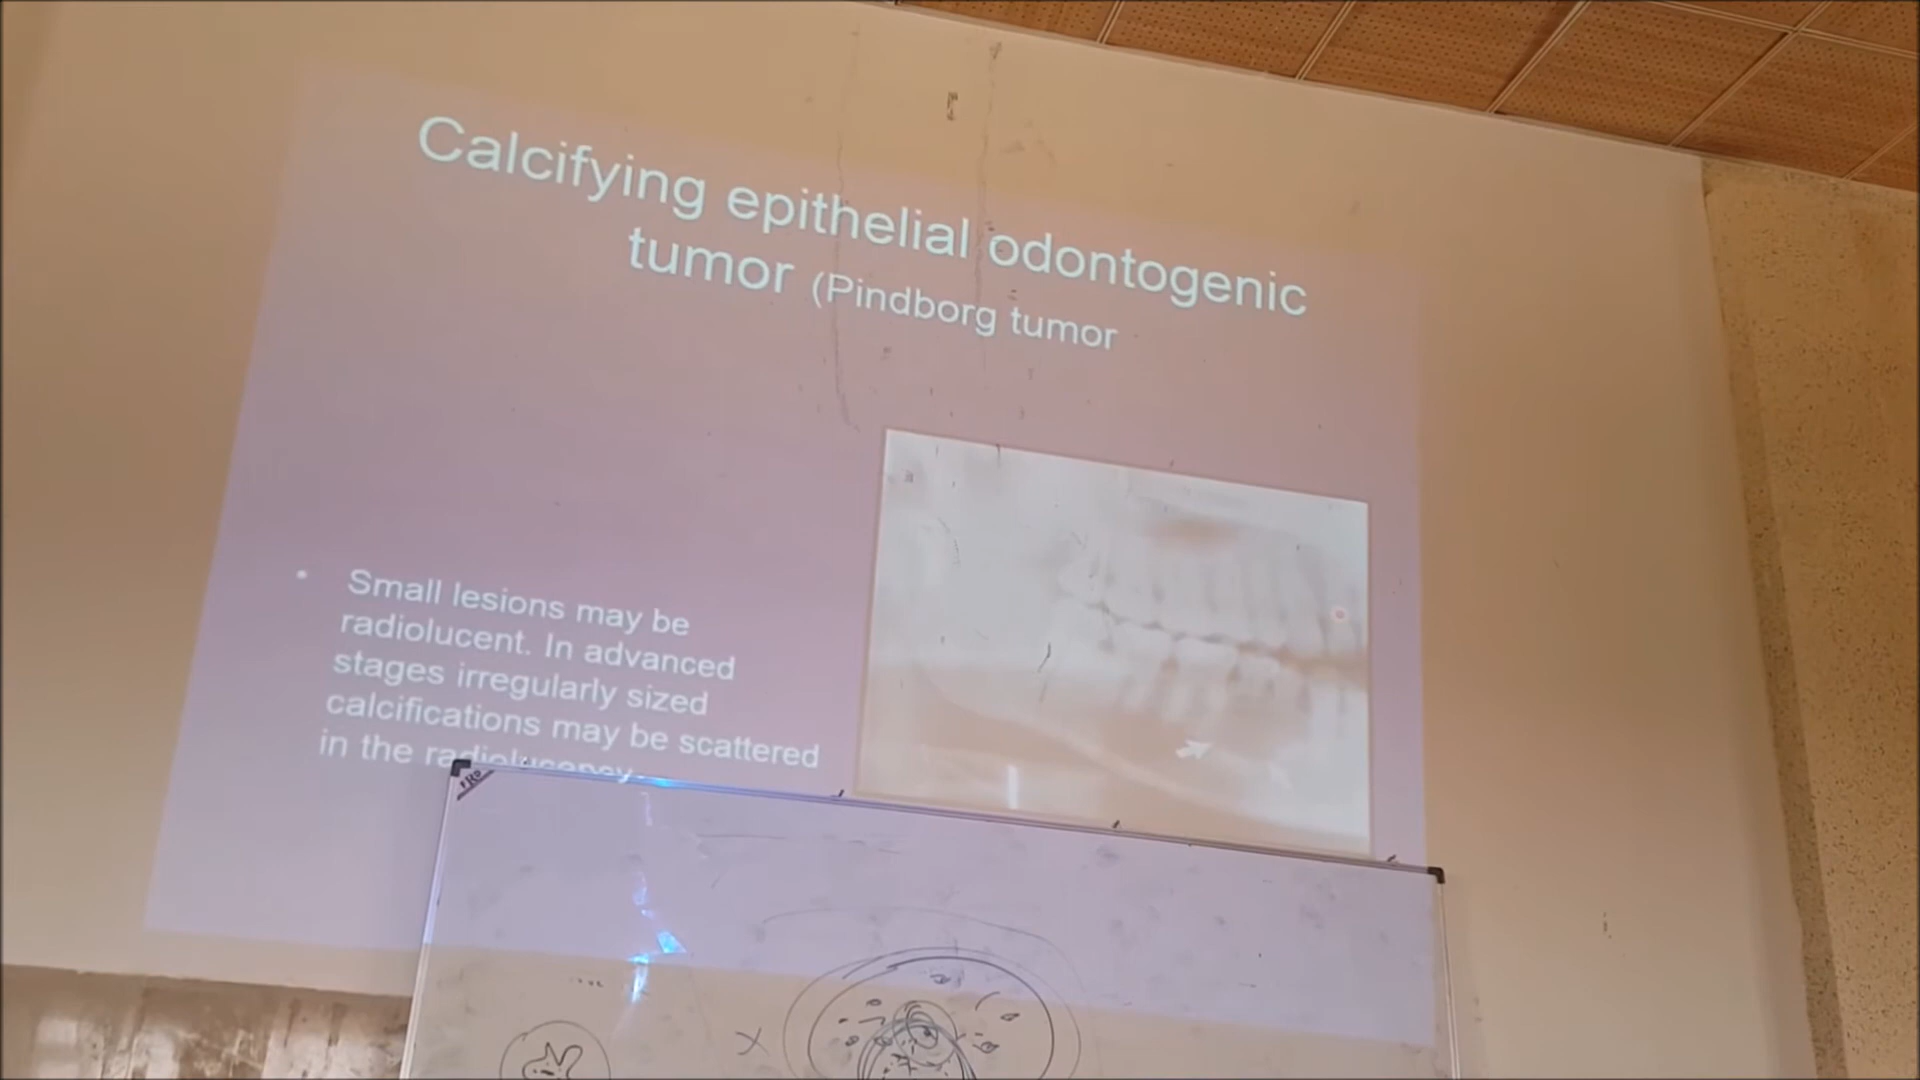 Calcifying epithelial odontogenic
tumor (Pindborg tumor
• Small lesions may be
radiolucent. In advanced
stages irregularly sized
calcifications may be scattered
in the radiolucency